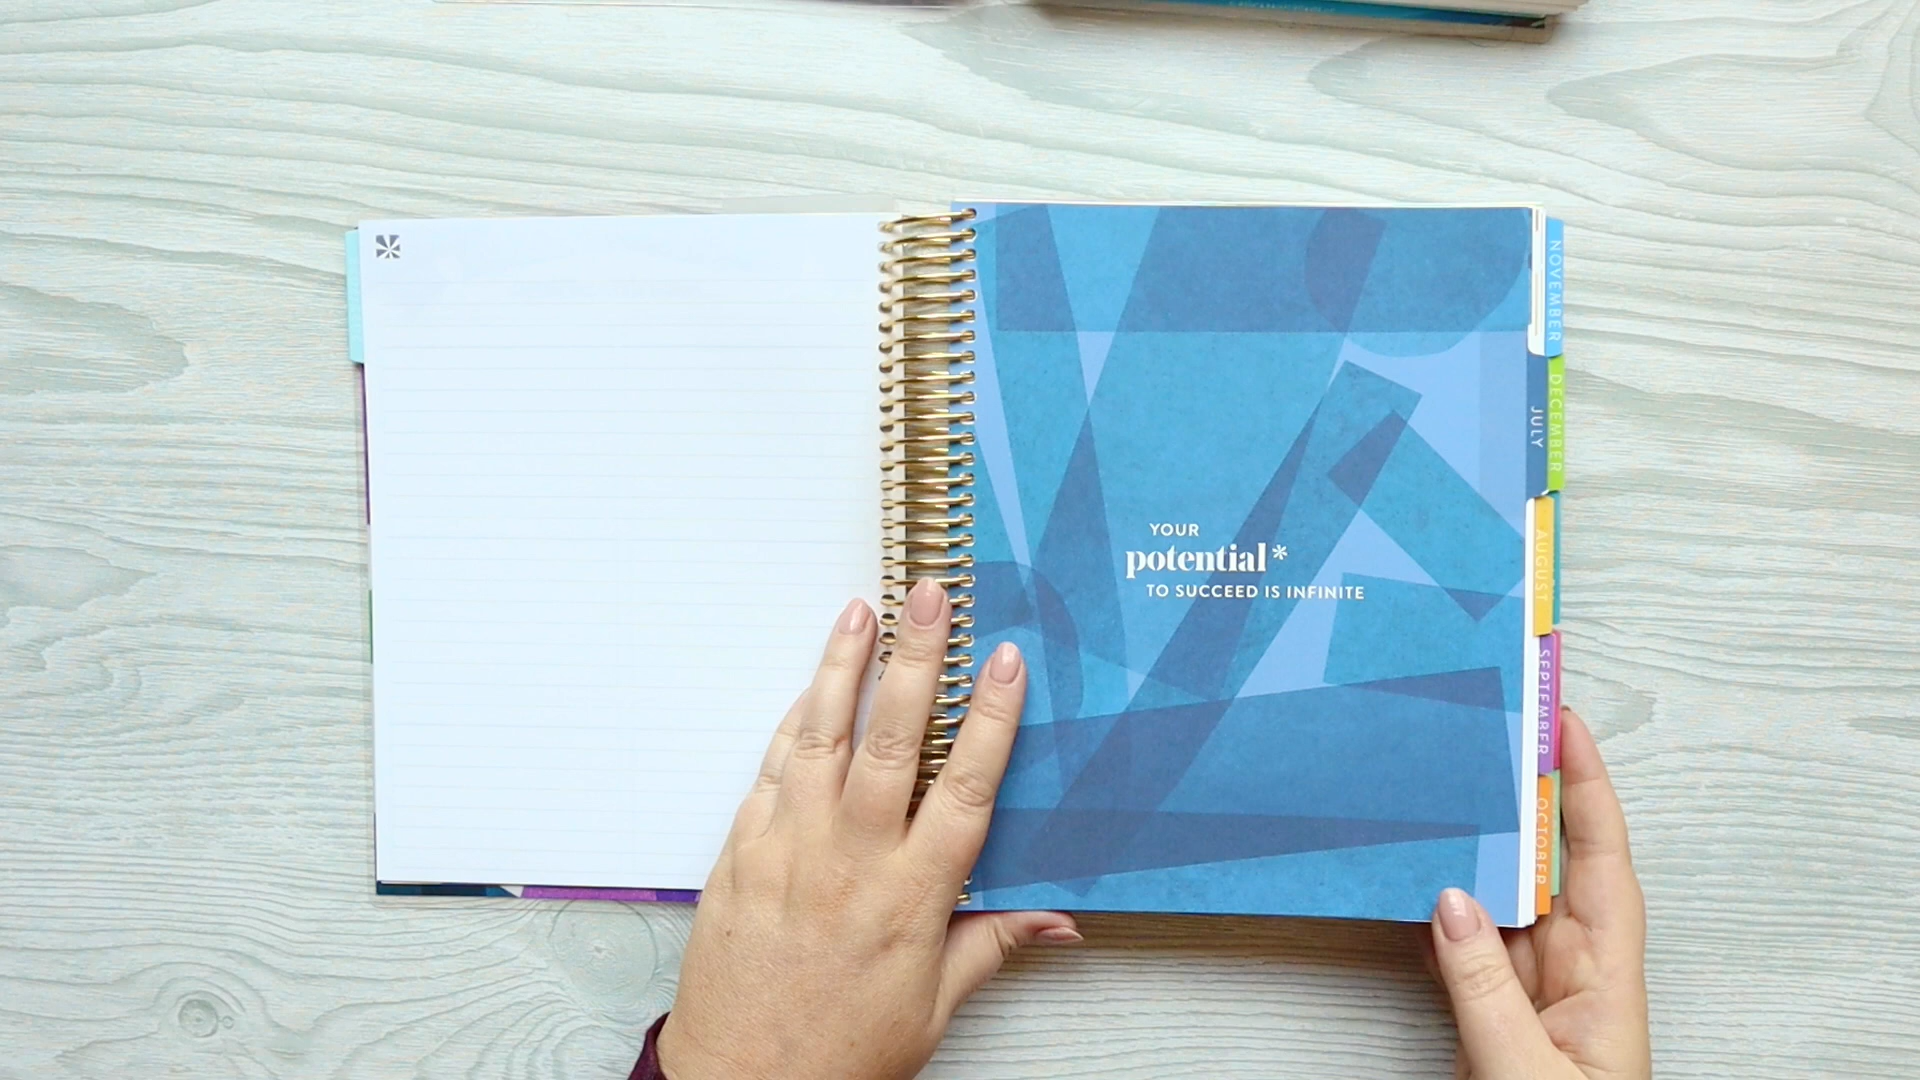 YOUR
potential*
TO SUCCEED IS INFINITE
NOVEMBER
DECEMBER
JULY
AUGUST
SEPTEMBER
OCTOBER